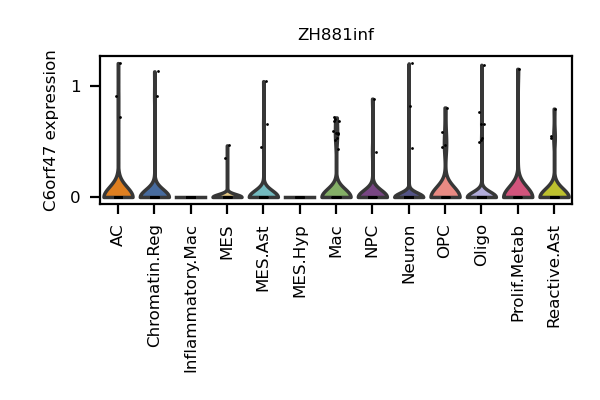 ZH881inf
C6orf47 expression
1
0
AC
Chromatin.Reg
Inflammatory.Mac
MES
MES.Ast
MES.Hyp
Mac
NPC
Neuron
OPC
Oligo
Prolif.Metab
Reactive.Ast